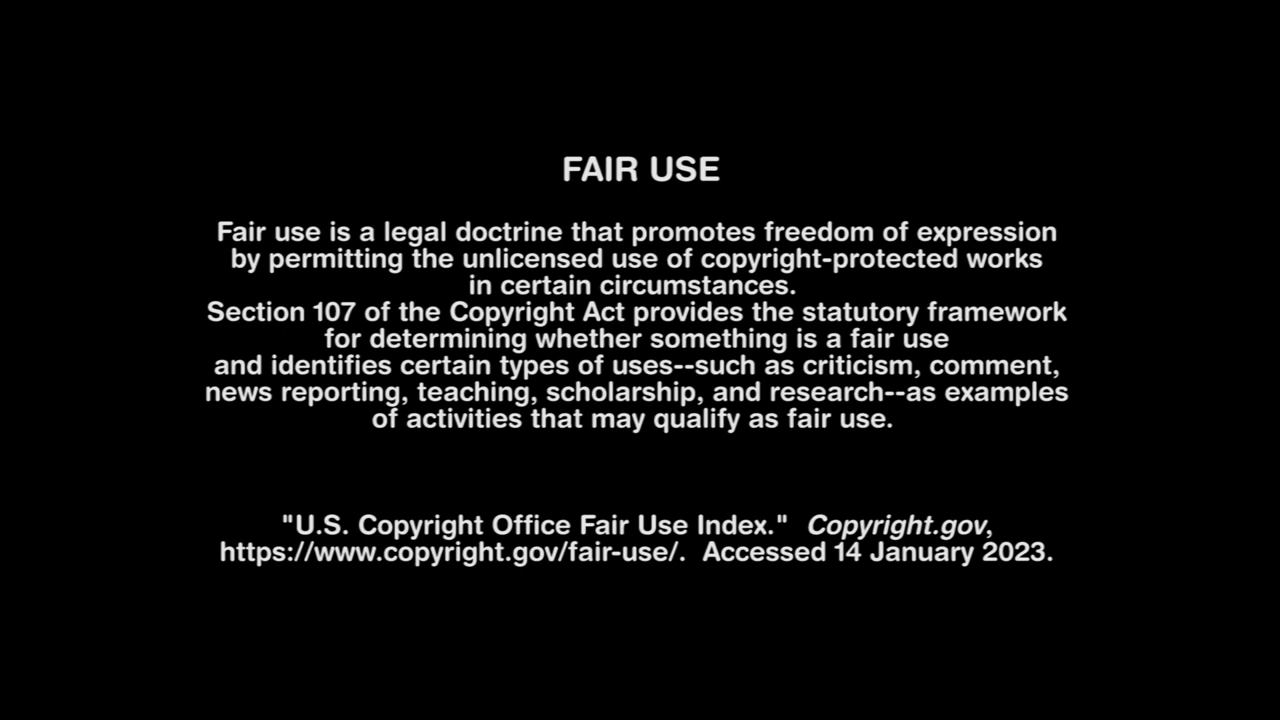 FAIR USE
Fair use is a legal doctrine that promotes freedom of expression
by permitting the unlicensed use of copyright-protected works
in certain circumstances.
Section 107 of the Copyright Act provides the statutory framework
for determining whether something is a fair use
and identifies certain types of uses--such as criticism, comment,
news reporting, teaching, scholarship, and research--as examples
of activities that may qualify as fair use.
"U.S. Copyright Office Fair Use Index."  Copyright.gov,
https://www.copyright.gov/fair-use/.  Accessed 14 January 2023.